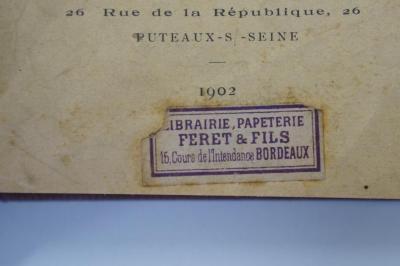 26 Rue de la République, 26
PUTEAUX-S -SEINE
1902
LIBRAIRIE, PAPETERIE
FERET & FILS
15, Cours de l'Intendance BORDEAUX